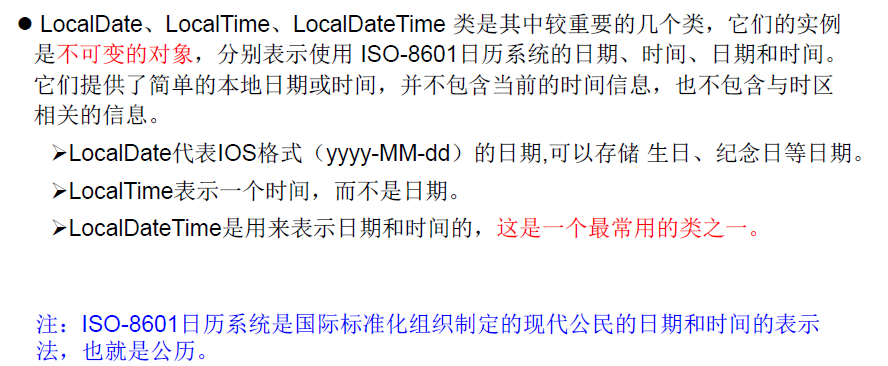 ● LocalDate、LocalTime、LocalDateTime 类是其中较重要的几个类，它们的实例
是不可变的对象，分别表示使用 ISO-8601日历系统的日期、时间、日期和时间。
它们提供了简单的本地日期或时间，并不包含当前的时间信息，也不包含与时区
相关的信息。
➢LocalDate代表IOS格式（yyyy-MM-dd）的日期,可以存储 生日、纪念日等日期。
➢LocalTime表示一个时间，而不是日期。
➢LocalDateTime是用来表示日期和时间的，这是一个最常用的类之一。
注：ISO-8601日历系统是国际标准化组织制定的现代公民的日期和时间的表示
法，也就是公历。